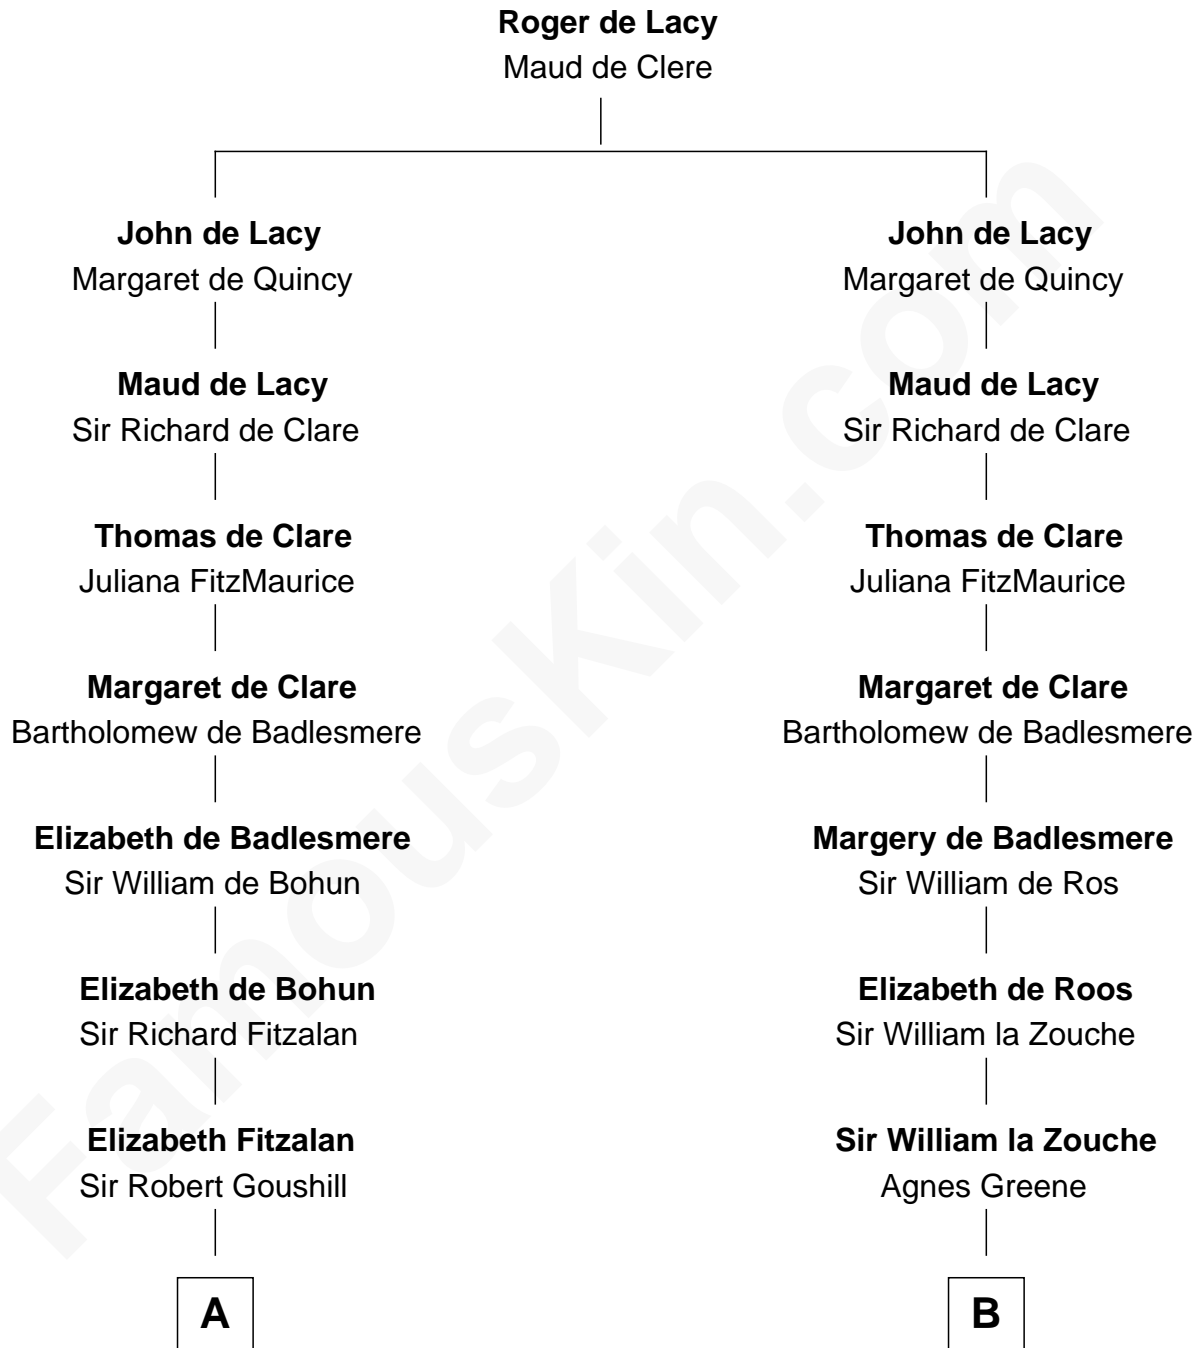 Roger de Lacy
Maud de Clere
John de Lacy
Margaret de Quincy
John de Lacy
Margaret de Quincy
Maud de Lacy
Sir Richard de Clare
Maud de Lacy
Sir Richard de Clare
Thomas de Clare
Juliana FitzMaurice
Thomas de Clare
Juliana FitzMaurice
Margaret de Clare
Bartholomew de Badlesmere
Margaret de Clare
Bartholomew de Badlesmere
Elizabeth de Badlesmere
Sir William de Bohun
Margery de Badlesmere
Sir William de Ros
Elizabeth de Bohun
Sir Richard Fitzalan
Elizabeth de Roos
Sir William la Zouche
Elizabeth Fitzalan
Sir Robert Goushill
Sir William la Zouche
Agnes Greene
A
B
FamousKin.com